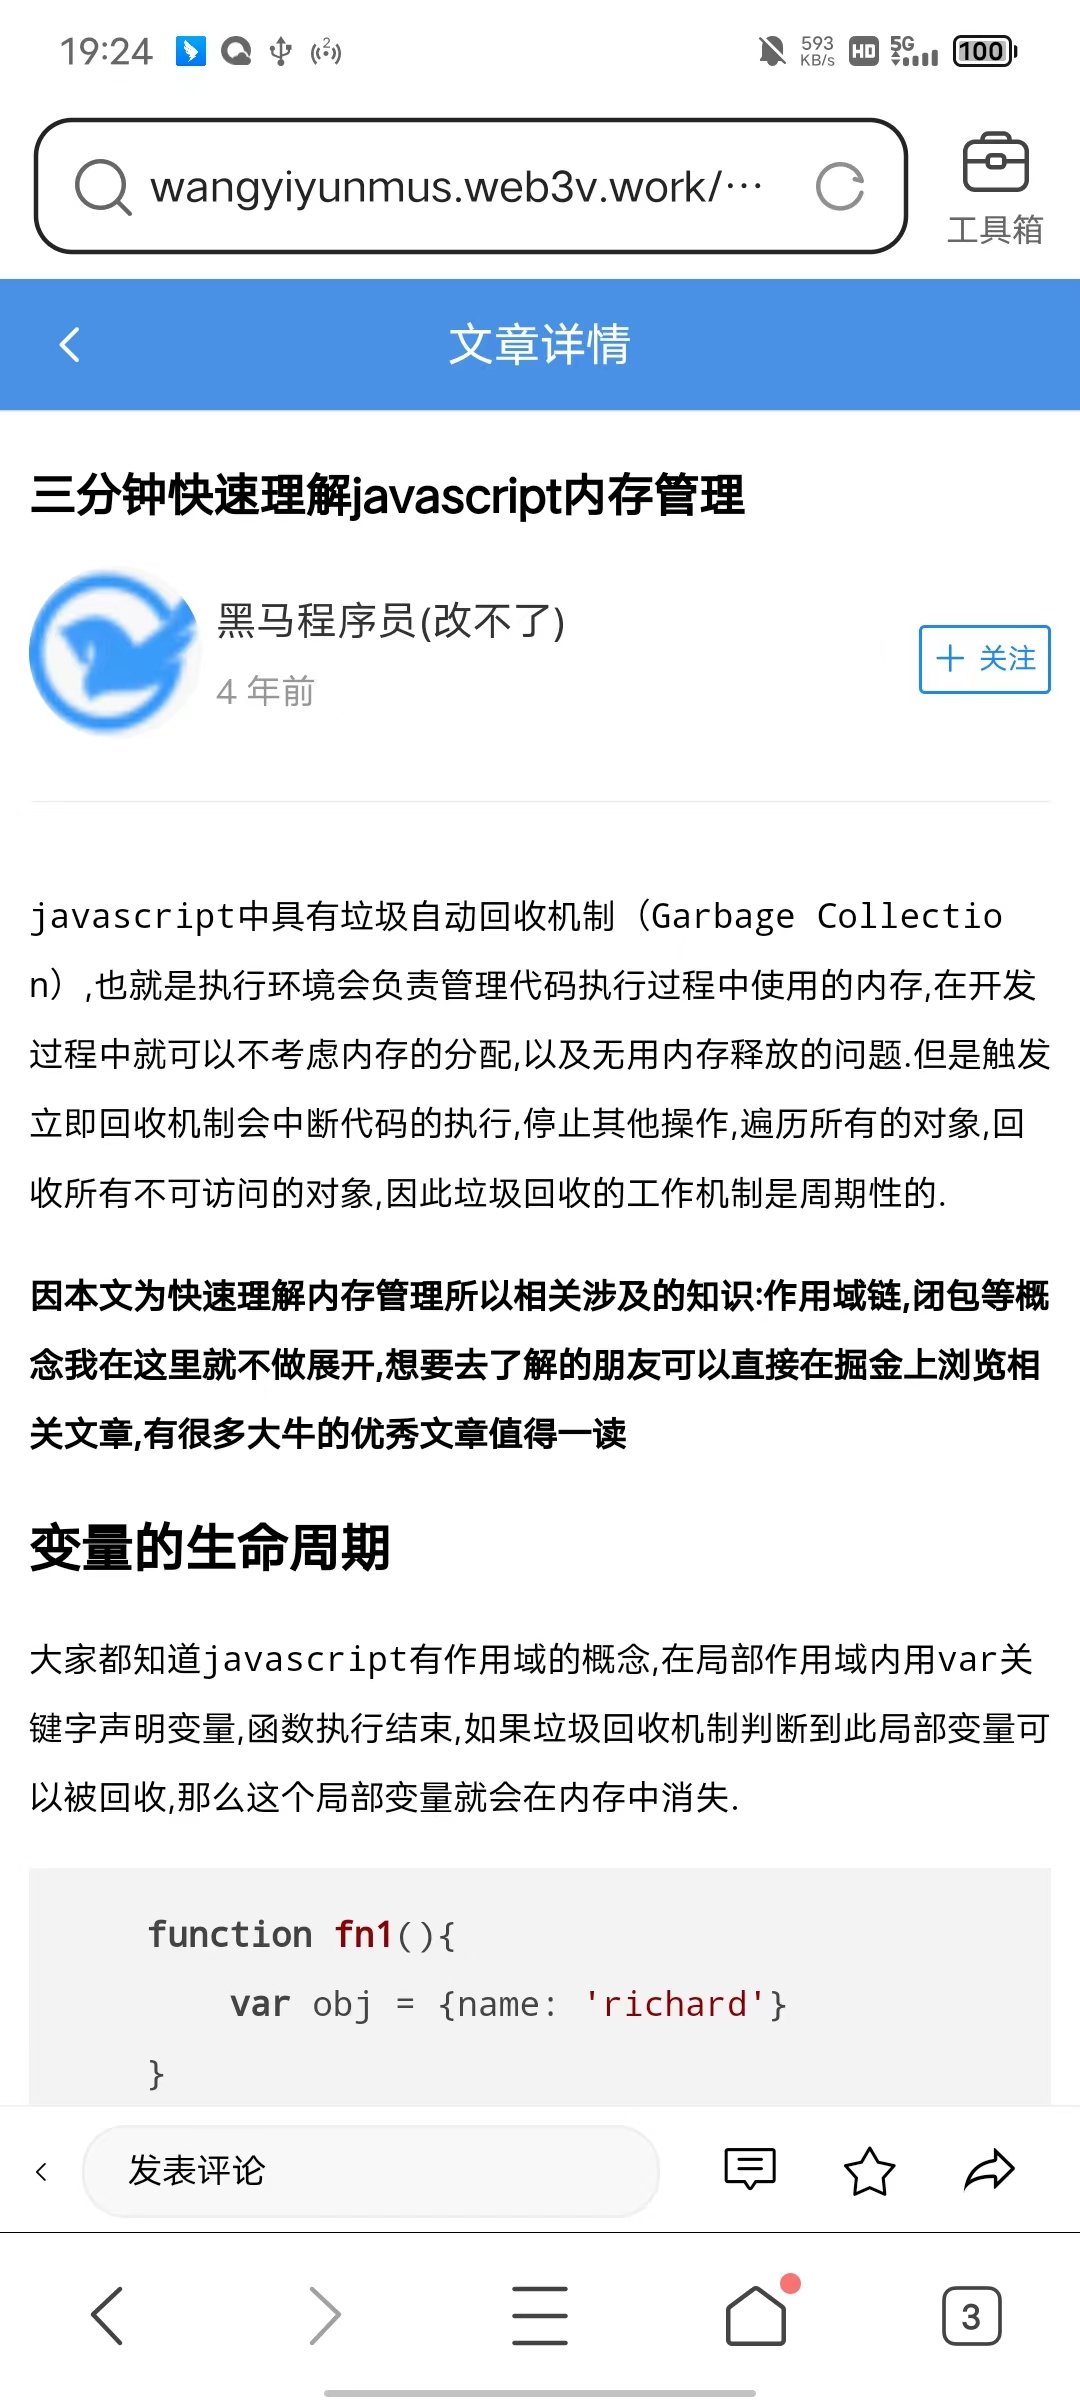 19:24
2
593
KB/s
HD
5G
100
wangyiyunmus.web3v.work/···
工具箱
文章详情
三分钟快速理解javascript内存管理
黑马程序员(改不了)
4 年前
关注
javascript中具有垃圾自动回收机制（Garbage Collectio
n）,也就是执行环境会负责管理代码执行过程中使用的内存,在开发
过程中就可以不考虑内存的分配,以及无用内存释放的问题.但是触发
立即回收机制会中断代码的执行,停止其他操作,遍历所有的对象,回
收所有不可访问的对象,因此垃圾回收的工作机制是周期性的.
因本文为快速理解内存管理所以相关涉及的知识:作用域链,闭包等概
念我在这里就不做展开,想要去了解的朋友可以直接在掘金上浏览相
关文章,有很多大牛的优秀文章值得一读
变量的生命周期
大家都知道javascript有作用域的概念,在局部作用域内用var关
键字声明变量,函数执行结束,如果垃圾回收机制判断到此局部变量可
以被回收,那么这个局部变量就会在内存中消失.
function fn1(){
var obj = {name: 'richard'}
}
发表评论
3